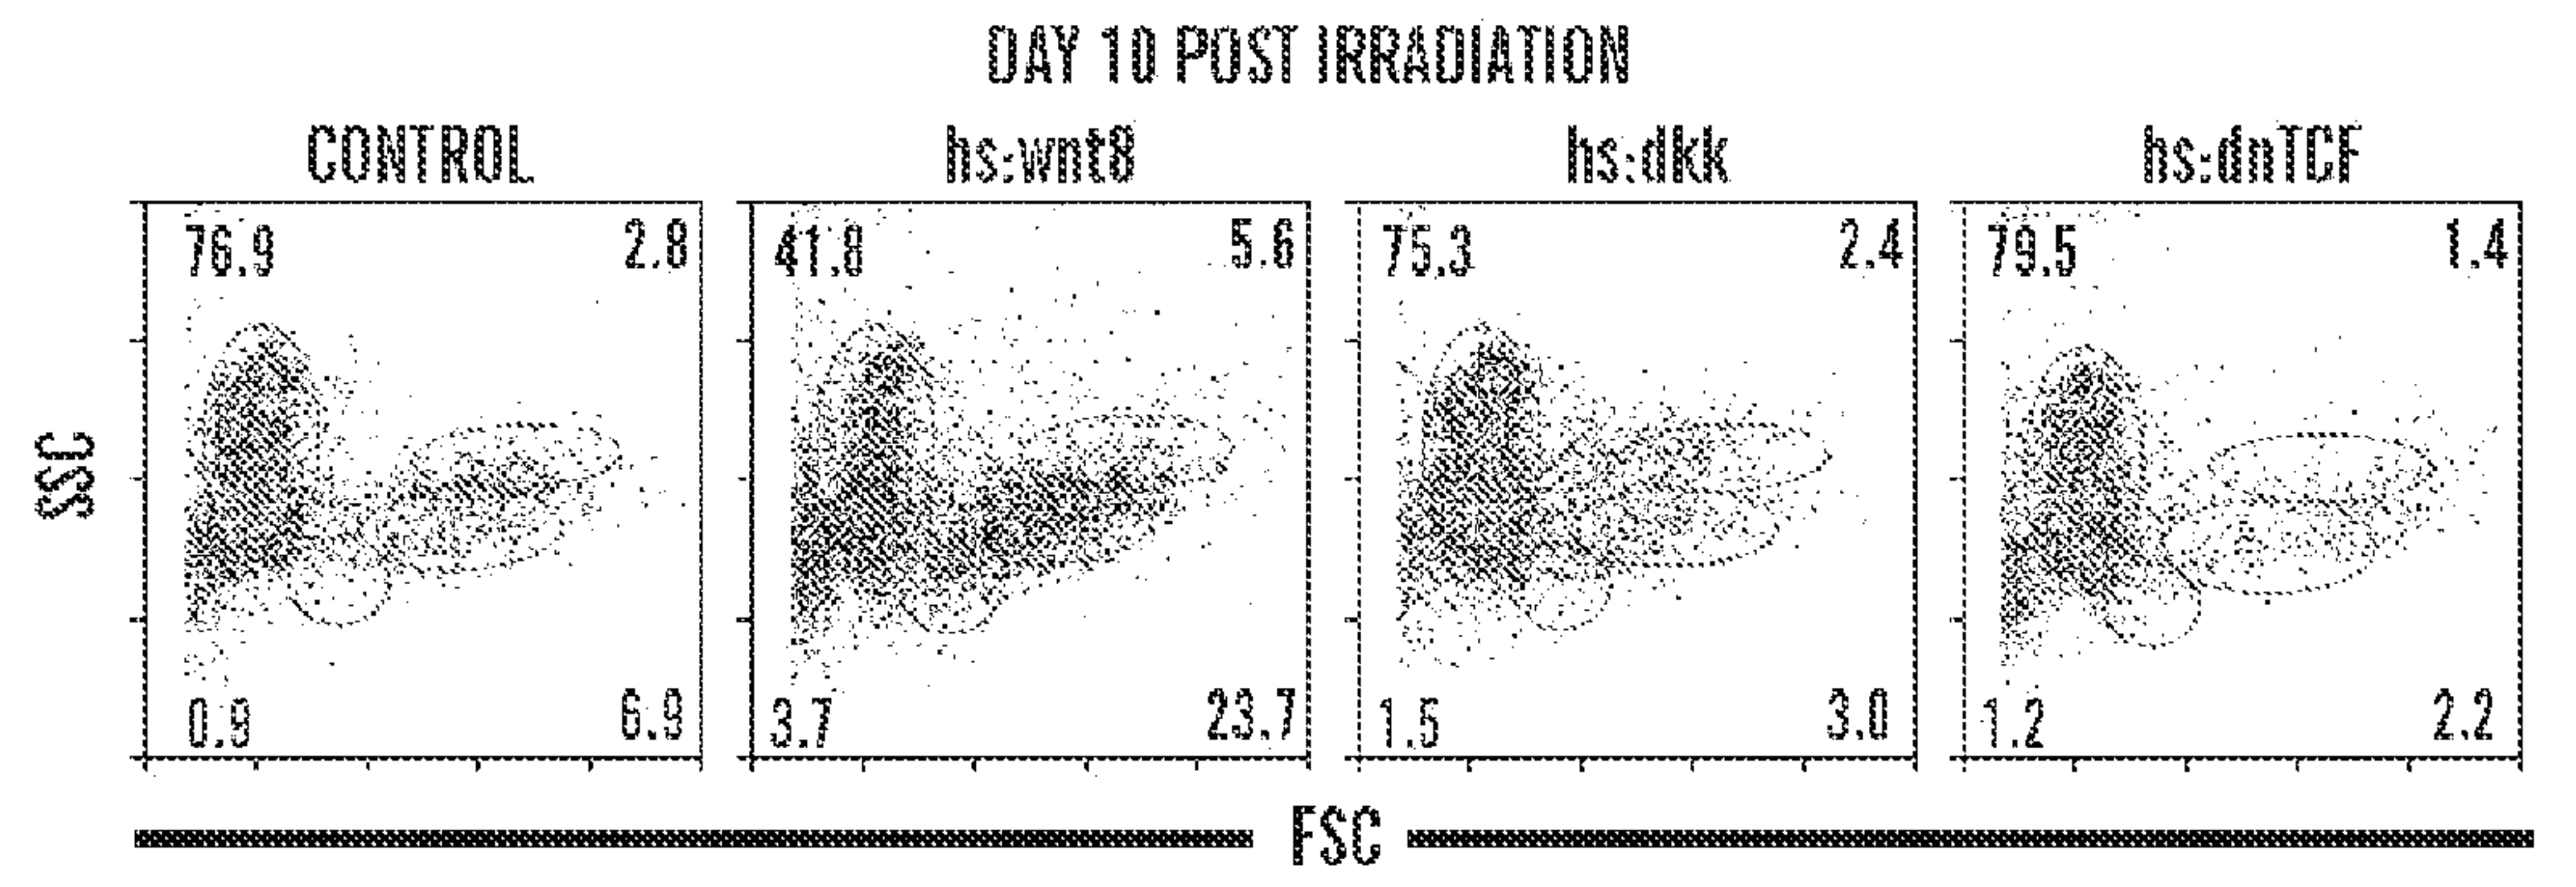 DAY 10 POST IRRADIATION
CONTROL hs:wnt8 hs:dkk hs:dnTCF
76.9 2.8 41.8 5.6 75.3 2.4 79.5 1.4
SSC
0.9 6.9 3.7 23.7 1.5 3.0 1.2 2.2
FSC